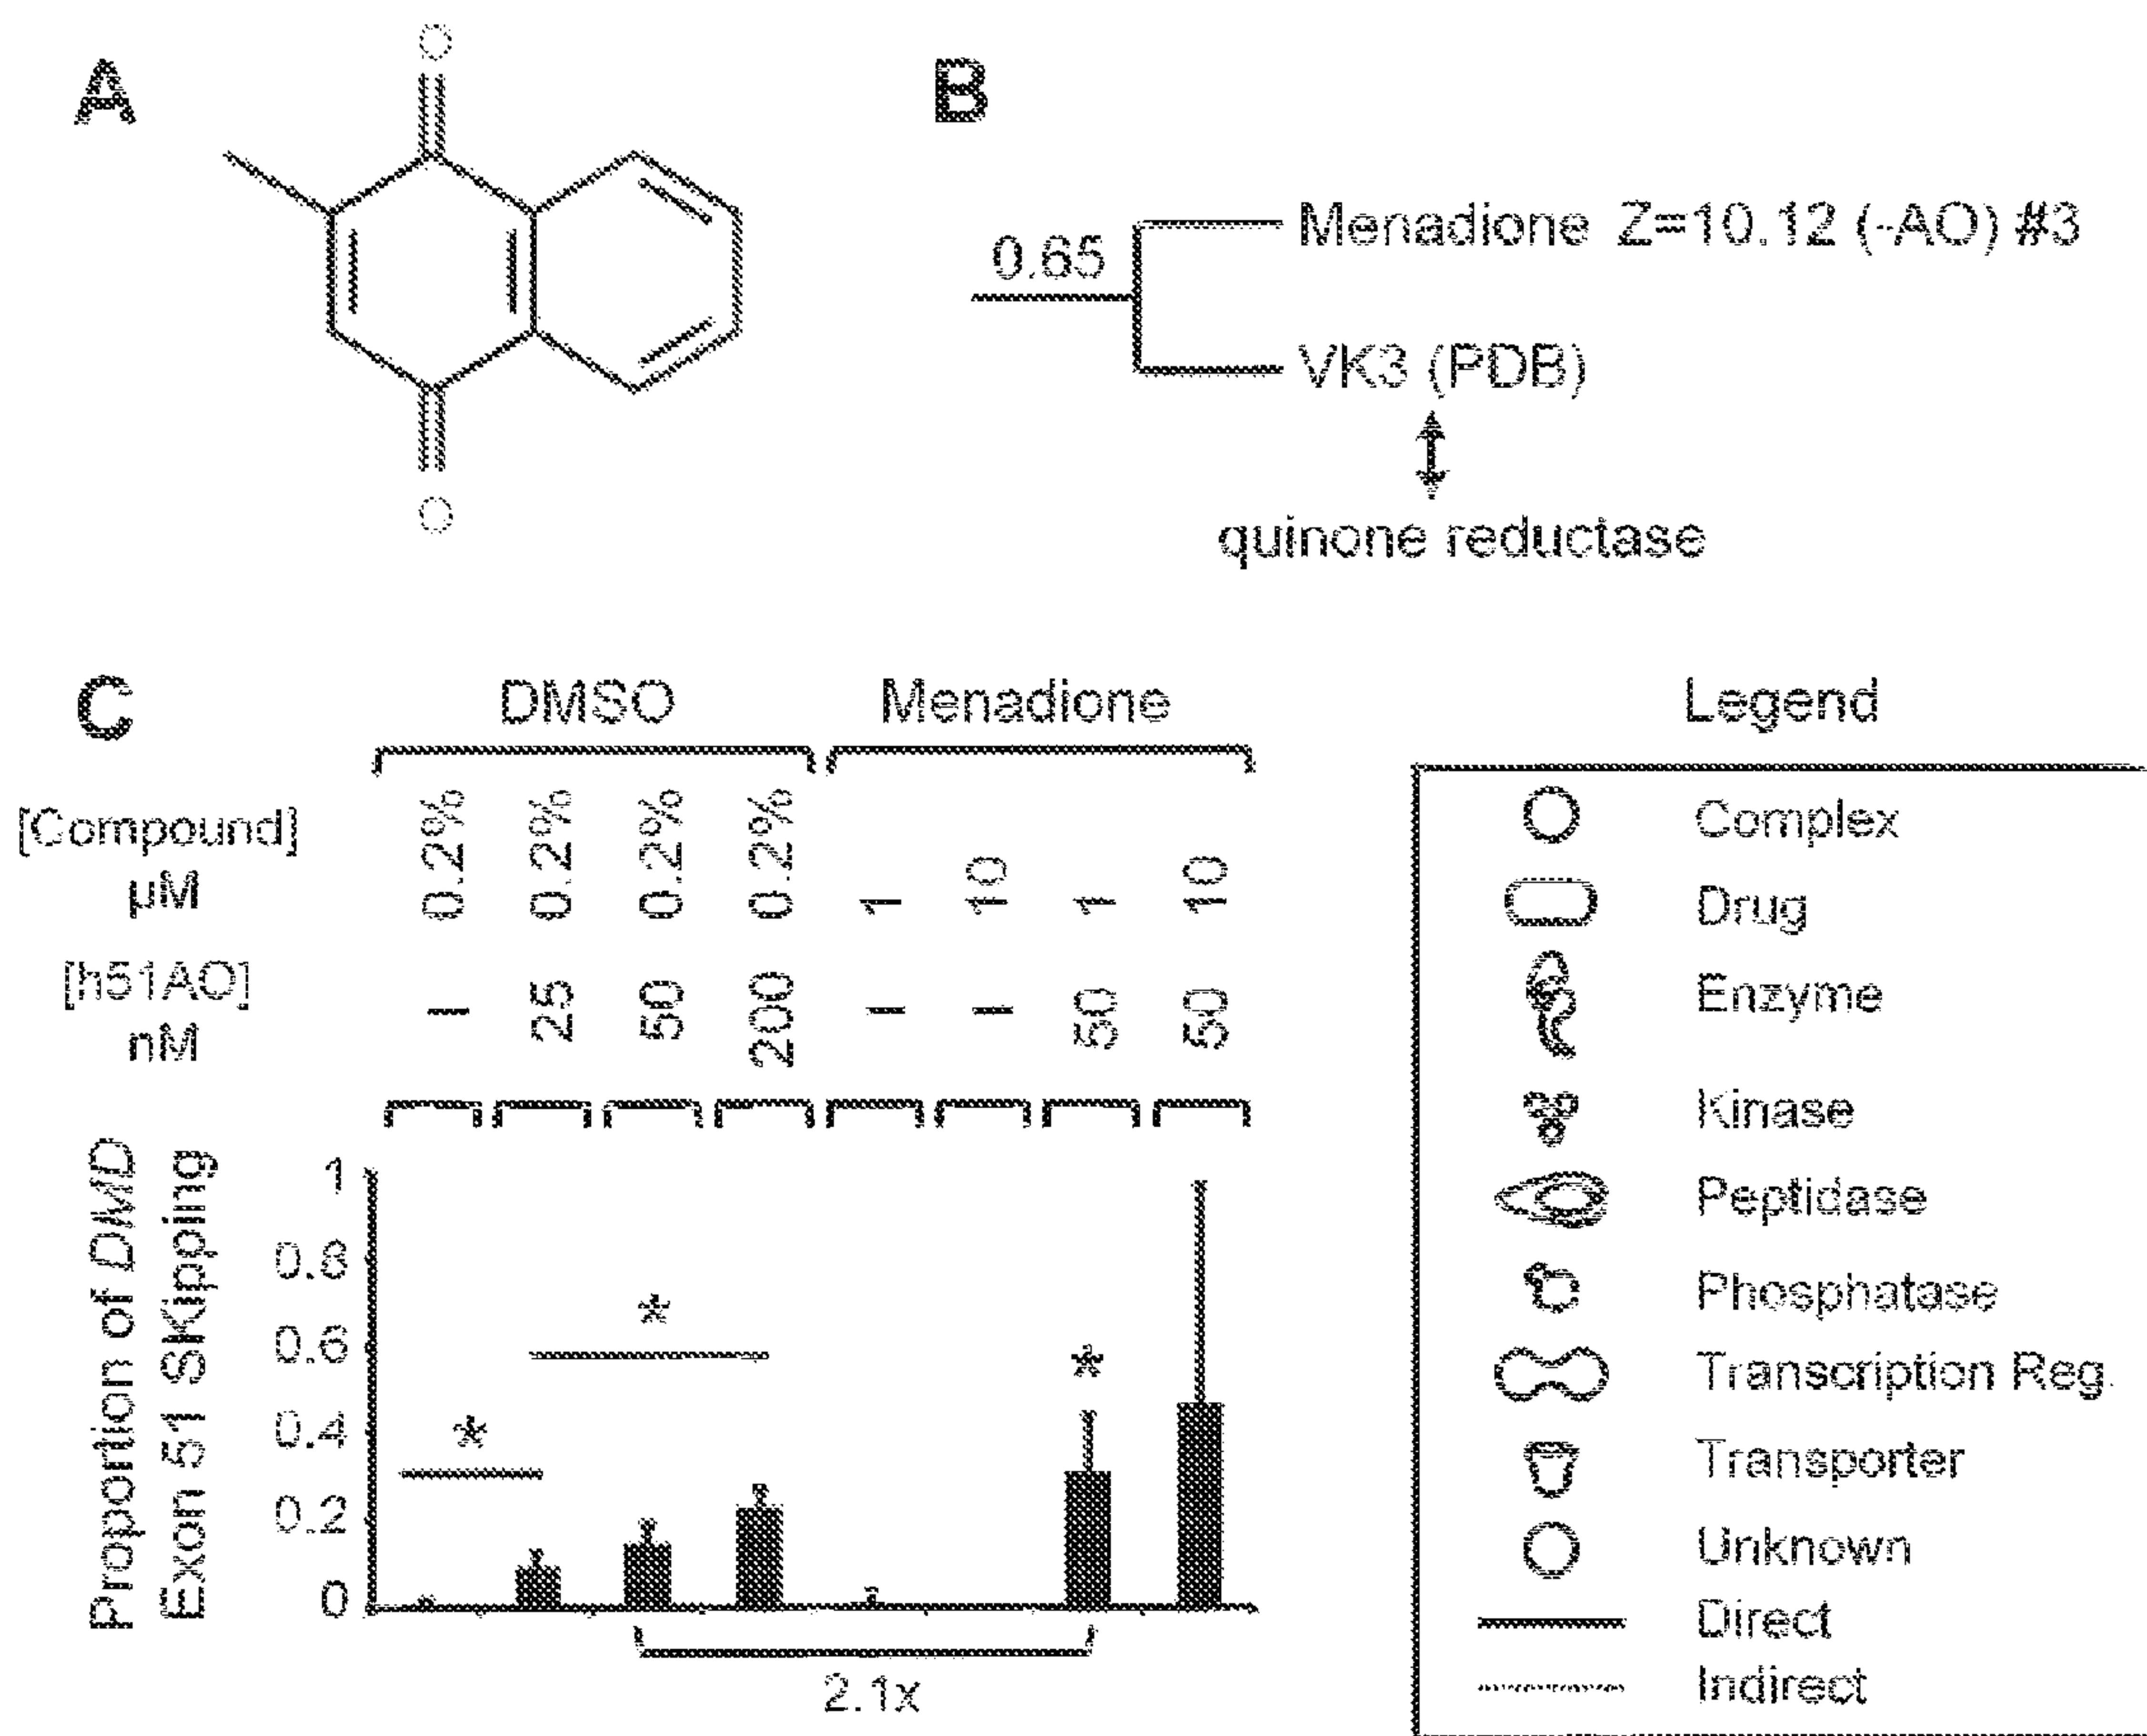 A
O
O
B
0.65
Menadione Z=10.12 (-AO) #3
VK3 (PDB)
quinone reductase
C
DMSO Menadione
[Compound] µM
0.2% 0.2% 0.2% 0.2% 1 10 1 10
[h51AO] nM
– 25 50 200 – – 50 50
Proportion of DMD
Exon 51 SKipping
1
0.8
0.6
0.4
0.2
0
*
*
*
2.1x
Legend
Complex
Drug
Enzyme
Kinase
Peptidase
Phosphatase
Transcription Reg.
Transporter
Unknown
Direct
Indirect